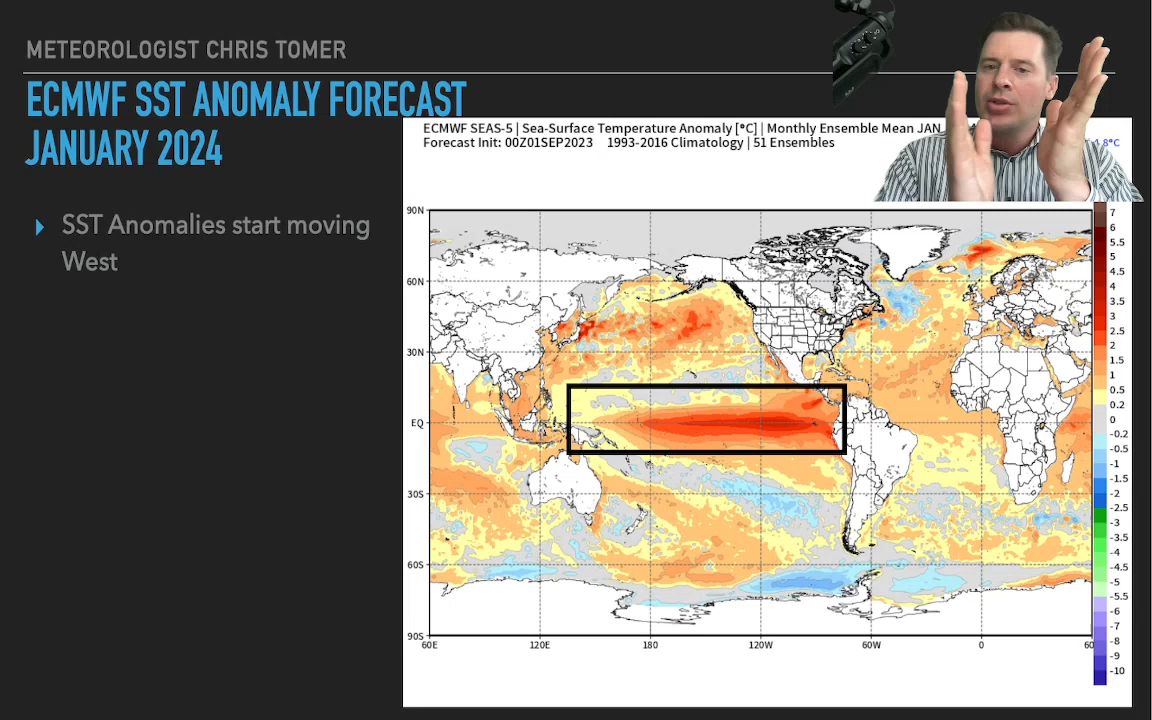 METEOROLOGIST CHRIS TOMER
ECMWF SST ANOMALY FORECAST
JANUARY 2024
SST Anomalies start moving
West
ECMWF SEAS-5 | Sea-Surface Temperature Anomaly [°C] | Monthly Ensemble Mean JAN
Forecast Init: 00Z01SEP2023 1993-2016 Climatology | 51 Ensembles
8°C
90N
60N
30N
EQ
30S
60S
90S
60E
120E
180
120W
60W
0
60
7
6
5.5
5
4.5
4
3.5
3
2.5
2
1.5
1
0.5
0.2
0
-0.2
-0.5
-1
-1.5
-2
-2.5
-3
-3.5
-4
-4.5
-5
-5.5
-6
-7
-8
-9
-10